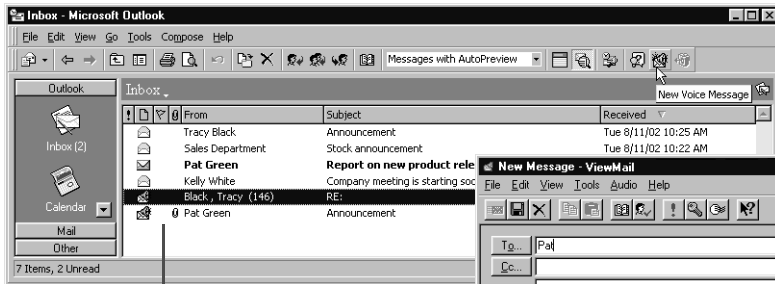 Inbox - Microsoft Outlook
File Edit View Go Tools Compose Help
Messages with AutoPreview
Outlook
Inbox
New Voice Message
! From Subject Received
Tracy Black Announcement Tue 8/11/02 10:25 AM
Inbox (2)
Sales Department Stock announcement Tue 8/11/02 10:22 AM
Pat Green Report on new product rele
New Message - ViewMail
Kelly White Company meeting is starting soo
File Edit View Tools Audio Help
Black , Tracy (146) RE:
Calendar
Pat Green Announcement
Mail
Other
To... Pat
Cc...
7 Items, 2 Unread